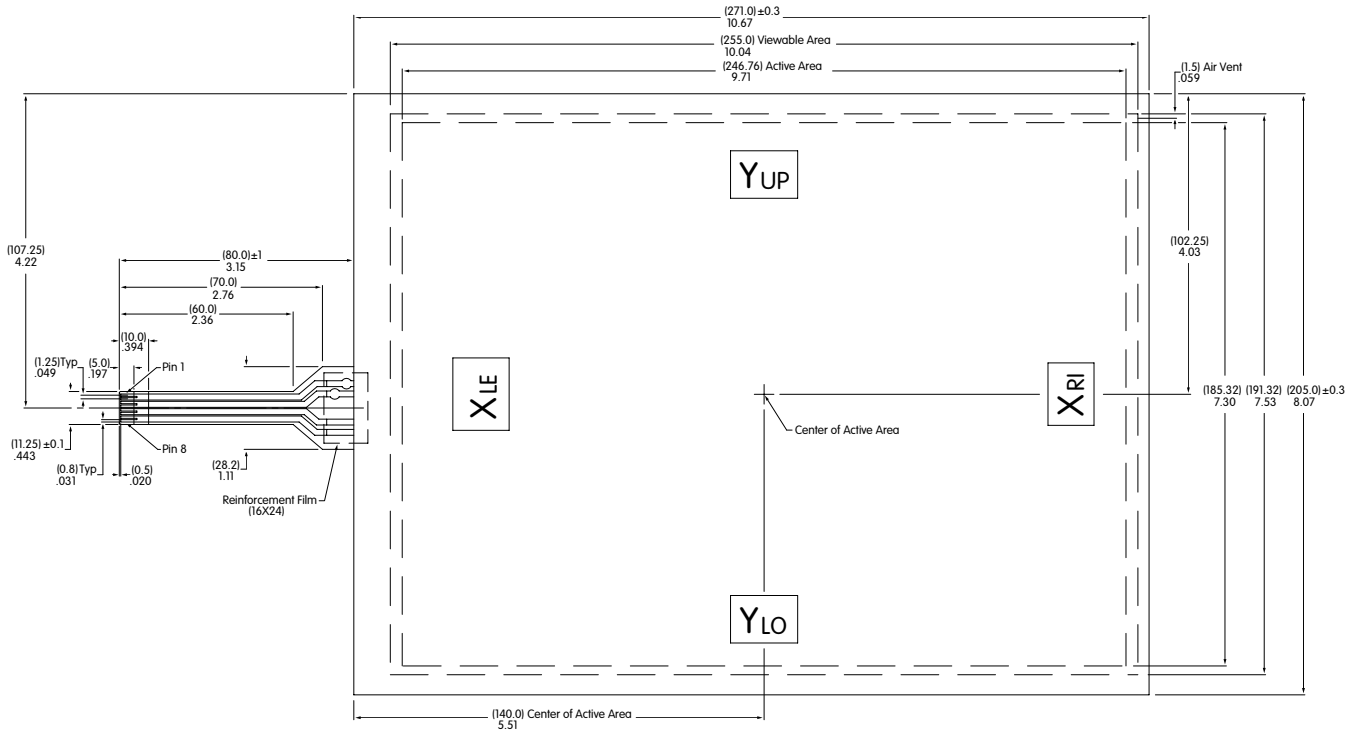 (271.0)±0.3
10.67
(255.0) Viewable Area
10.04
(246.76) Active Area
9.71
(1.5) Air Vent
.059
YUP
(107.25)
4.22
(102.25)
4.03
(80.0)±1
3.15
(70.0)
2.76
(60.0)
2.36
(10.0)
.394
(1.25)Typ
.049
(5.0)
.197
Pin 1
XLE
XRI
(185.32)
7.30
(191.32)
7.53
(205.0)±0.3
8.07
Center of Active Area
(11.25) ±0.1
.443
Pin 8
(0.8)Typ
.031
(0.5)
.020
(28.2)
1.11
Reinforcement Film
(16X24)
YLO
(140.0) Center of Active Area
5.51